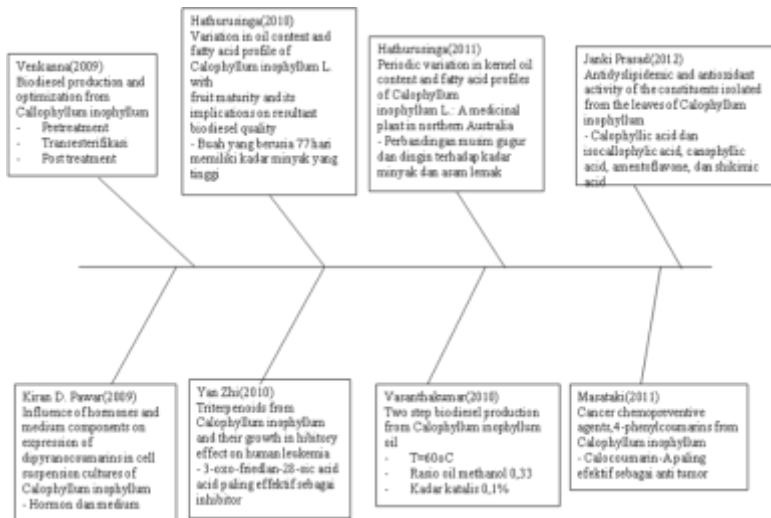 Venkanna(2009)
Biodiesel production and
optimization from
Callophyllum inophyllum
- Pretreatment
- Transesterifikasi
- Post treatment
Hathurusinga(2010)
Variation in oil content and
fatty acid profile of
Calophyllum inophyllum L.
with
fruit maturity and its
implications on resultant
biodiesel quality
- Buah yang berusia 77 hari
memiliki kadar minyak yang
tinggi
Hathurusinga(2011)
Periodic variation in kernel oil
content and fatty acid profiles
of Calophyllum
inophyllum L.: A medicinal
plant in northern Australia
- Perbandingan musim gugur
dan dingin terhadap kadar
minyak dan asam lemak
Janki Prasad(2012)
Antidyslipidemic and antioxidant
activity of the constituents isolated
from the leaves of Calophyllum
inophyllum
- Calophyllic acid dan
isocallophylic acid, canophyllic
acid, amentoflavone, dan shikimic
acid
Kiran D. Pawar(2009)
Influence of hormones and
medium components on
expression of
dipyranocoumarins in cell
suspension cultures of
Calophyllum inophyllum
- Hormon dan medium
Yan Zhi(2010)
Triterpenoids from
Calophyllum inophyllum
and their growth in hibitory
effect on human leukemia
- 3-oxo-friedlan-28-oic acid
acid paling effektif sebagai
inhibitor
Vasanthakumar(2010)
Two step biodiesel production
from Calophyllum inophyllum
oil
- T=60oC
- Rasio oil methanol 0,33
- Kadar katalis 0,1%
Masataki(2011)
Cancer chemopreventive
agents,4-phenylcoumarins from
Calophyllum inophyllum
- Calocoumarin-A paling
efektif sebagai anti tumor